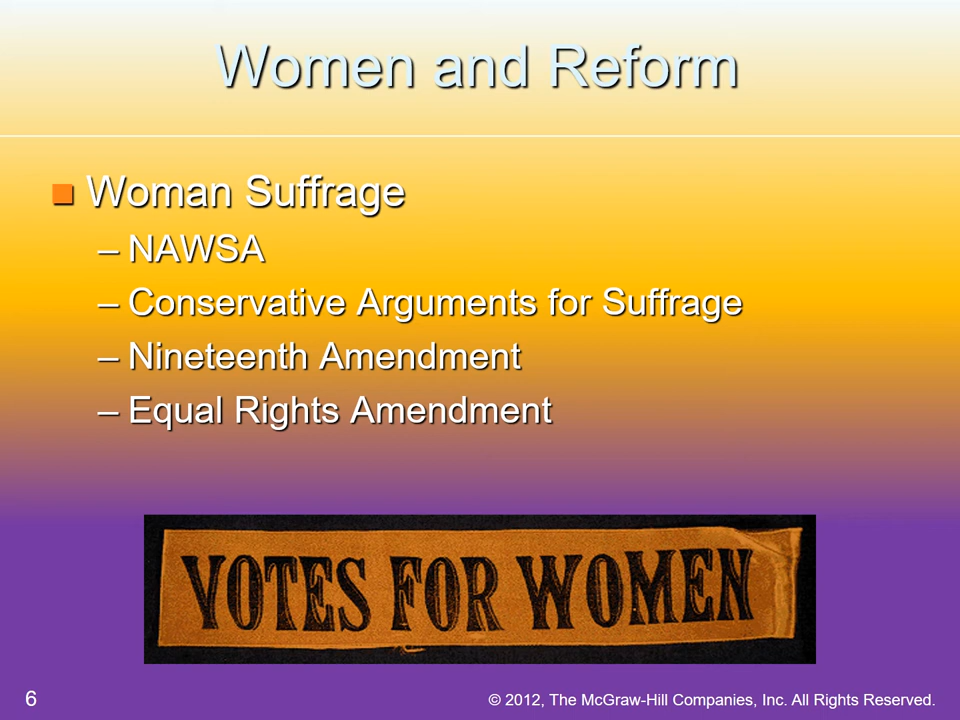 Women and Reform
■ Woman Suffrage
– NAWSA
– Conservative Arguments for Suffrage
– Nineteenth Amendment
– Equal Rights Amendment
VOTES FOR WOMEN
6
© 2012, The McGraw-Hill Companies, Inc. All Rights Reserved.